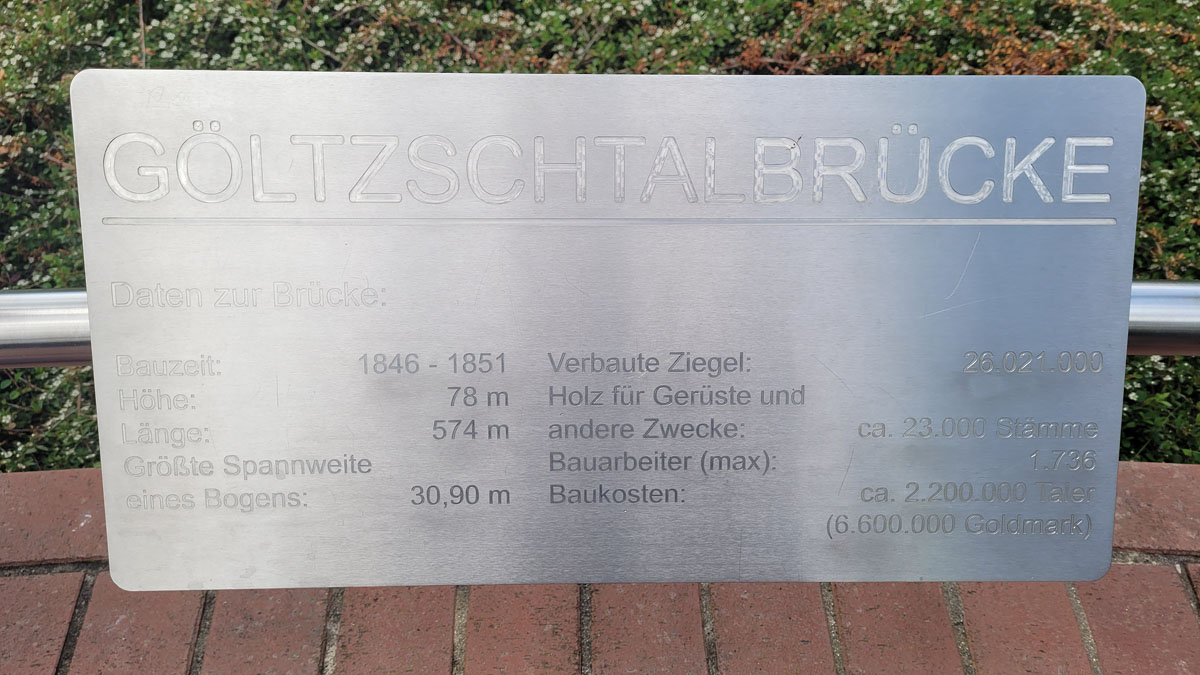 GÖLTZSCHTALBRÜCKE
Daten zur Brücke:
Bauzeit: 1846 - 1851
Höhe: 78 m
Länge: 574 m
Größte Spannweite
eines Bogens: 30,90 m
Verbaute Ziegel: 26.021.000
Holz für Gerüste und
andere Zwecke: ca. 23.000 Stämme
Bauarbeiter (max): 1.736
Baukosten: ca. 2.200.000 Taler
(6.600.000 Goldmark)